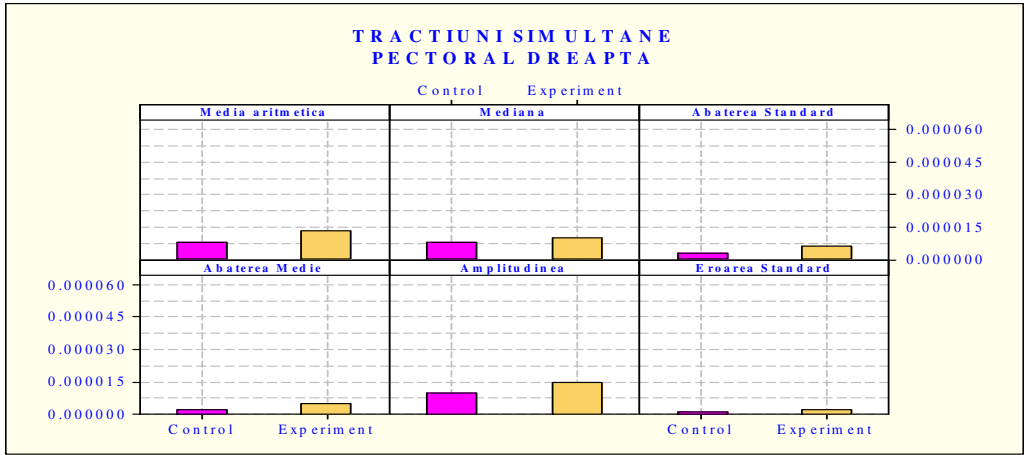 TRACTIUNI SIMULTANE
PECTORAL DREAPTA
Control Experiment
Media aritmetica Mediana Abaterea Standard
0.000060
0.000045
0.000030
0.000015
0.000000
Abaterea Medie Amplitudinea Eroarea Standard
0.000060
0.000045
0.000030
0.000015
0.000000
Control Experiment Control Experiment